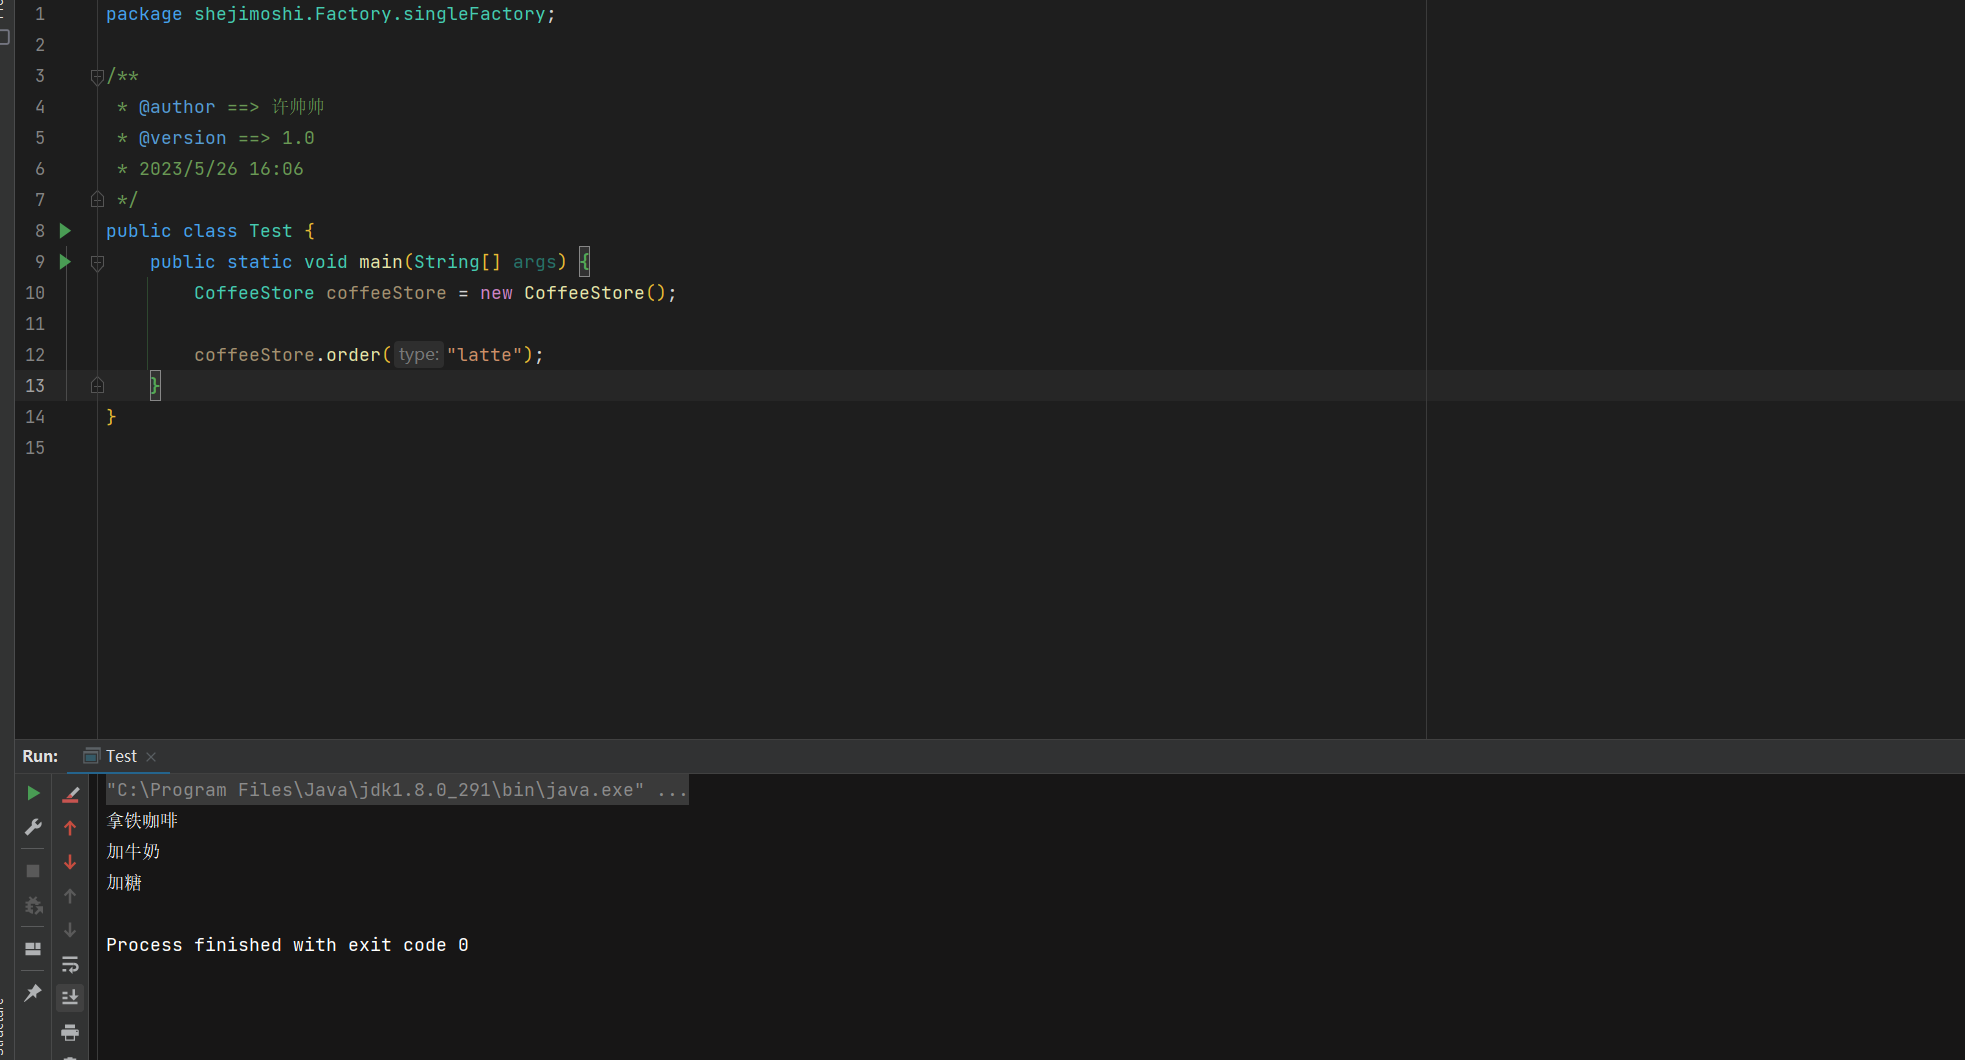 1 package shejimoshi.Factory.singleFactory;
2
3 /**
4 * @author ==> 许帅帅
5 * @version ==> 1.0
6 * 2023/5/26 16:06
7 */
8 public class Test {
9 public static void main(String[] args) {
10 CoffeeStore coffeeStore = new CoffeeStore();
11
12 coffeeStore.order( type: "latte");
13 }
14 }
15
Run: Test
"C:\Program Files\Java\jdk1.8.0_291\bin\java.exe" ...
拿铁咖啡
加牛奶
加糖
Process finished with exit code 0